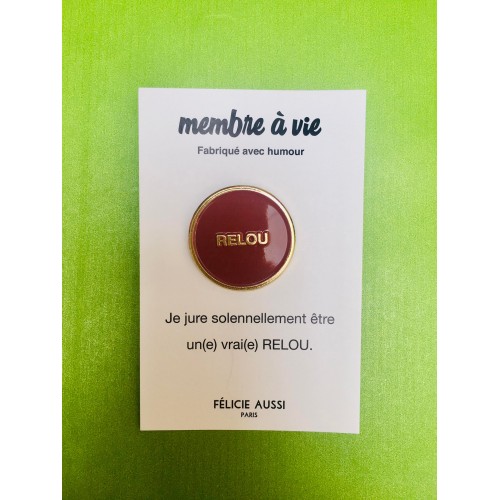 membre à vie
Fabriqué avec humour
RELOU
Je jure solennellement être
un(e) vrai(e) RELOU.
FÉLICIE AUSSI
PARIS